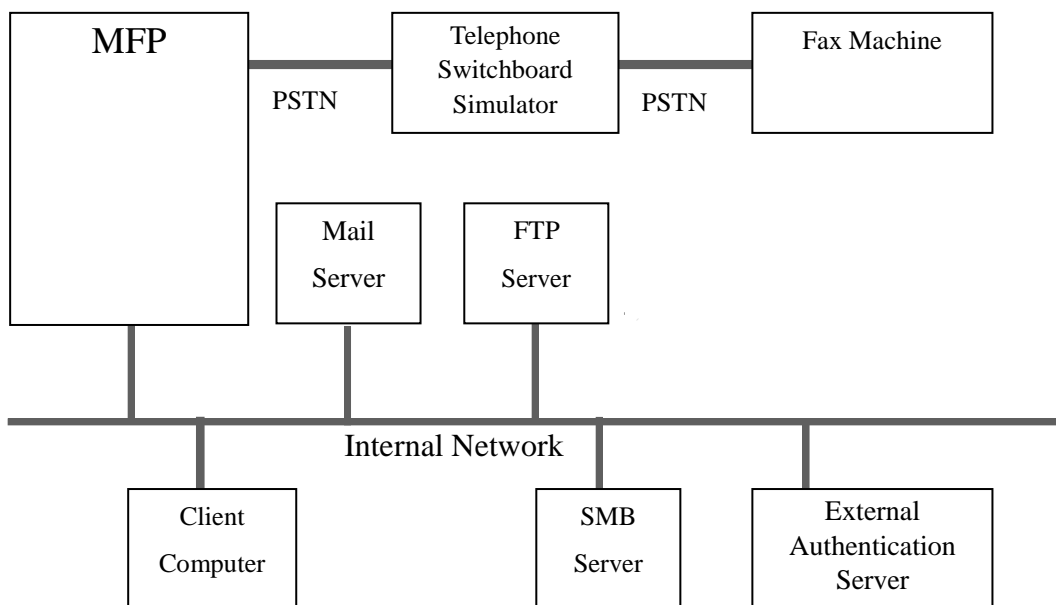 MFP
Telephone
Switchboard
Simulator
Fax Machine
PSTN
PSTN
Mail
Server
FTP
Server
Internal Network
Client
Computer
SMB
Server
External
Authentication
Server